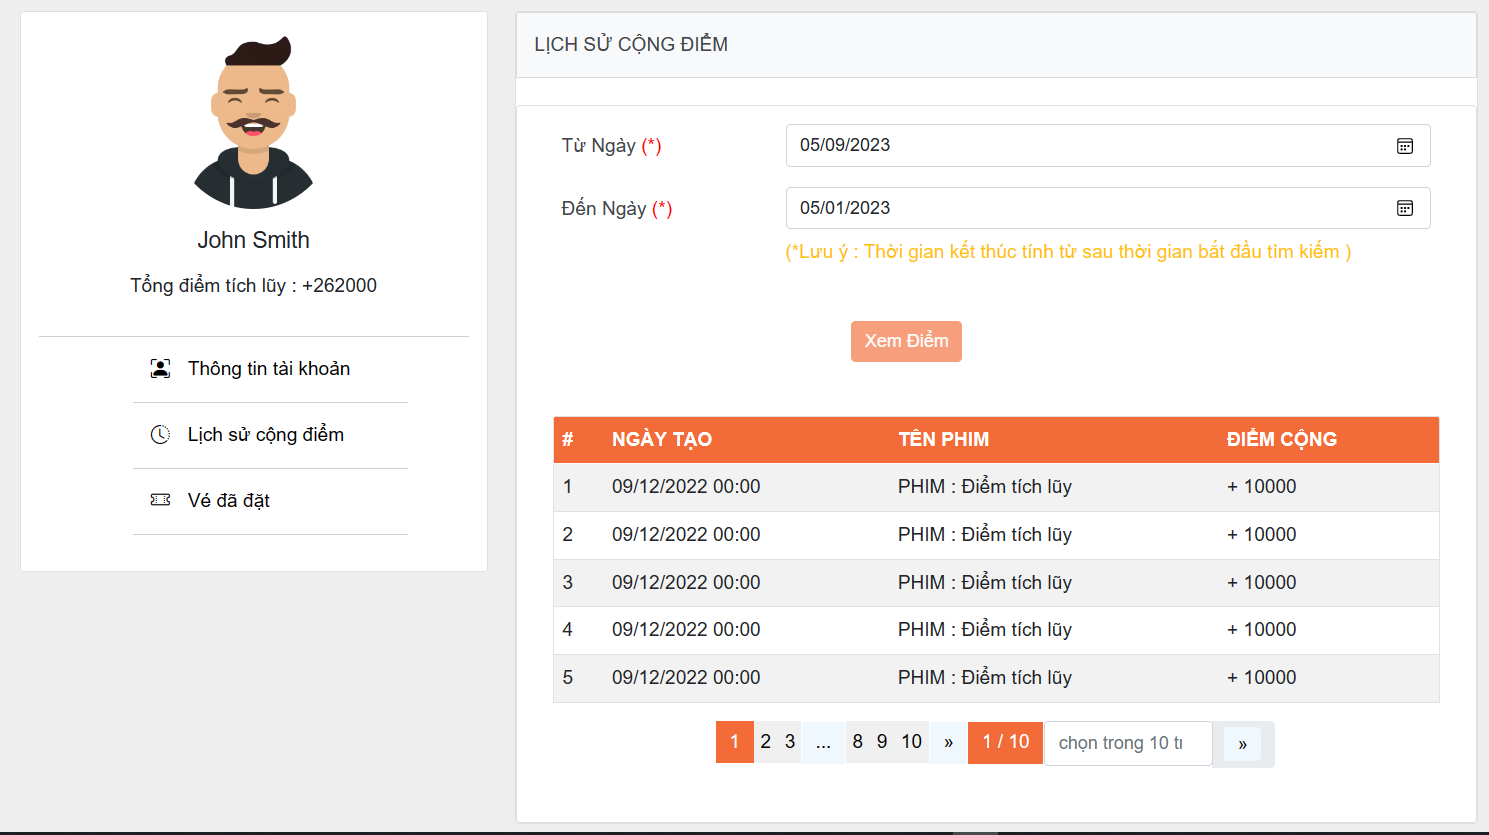 John Smith
Tổng điểm tích lũy : +262000
Thông tin tài khoản
Lịch sử cộng điểm
Vé đã đặt
LỊCH SỬ CỘNG ĐIỂM
Từ Ngày (*) 05/09/2023
Đến Ngày (*) 05/01/2023
(*Lưu ý : Thời gian kết thúc tính từ sau thời gian bắt đầu tìm kiếm )
Xem Điểm
# NGÀY TẠO TÊN PHIM ĐIỂM CỘNG
1 09/12/2022 00:00 PHIM : Điểm tích lũy + 10000
2 09/12/2022 00:00 PHIM : Điểm tích lũy + 10000
3 09/12/2022 00:00 PHIM : Điểm tích lũy + 10000
4 09/12/2022 00:00 PHIM : Điểm tích lũy + 10000
5 09/12/2022 00:00 PHIM : Điểm tích lũy + 10000
1 2 3 ... 8 9 10 » 1 / 10 chọn trong 10 »